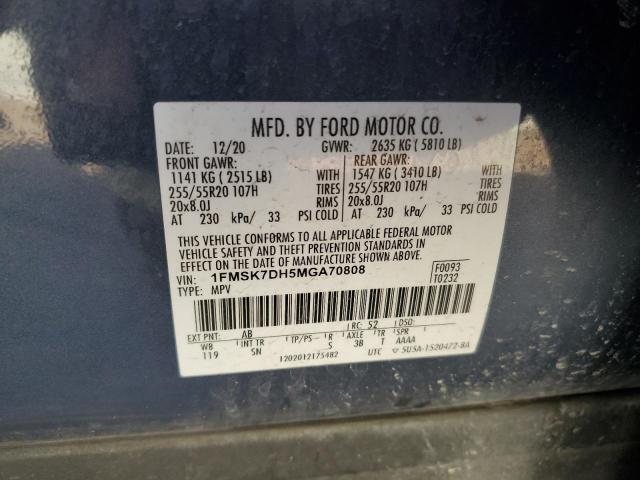 MFD. BY FORD MOTOR CO.
DATE: 12/20 GVWR: 2635 KG ( 5810 LB)
FRONT GAWR: REAR GAWR:
1141 KG ( 2515 LB) 1547 KG ( 3410 LB)
255/55R20 107H TIRES 255/55R20 107H TIRES
20x8.0J RIMS 20x8.0J RIMS
AT 230 kPa/ 33 PSI COLD AT 230 kPa/ 33 PSI COLD
THIS VEHICLE CONFORMS TO ALL APPLICABLE FEDERAL MOTOR
VEHICLE SAFETY AND THEFT PREVENTION STANDARDS IN
EFFECT ON THE DATE OF MANUFACTURE SHOWN ABOVE.
VIN: 1FMSK7DH5MGA70808 F0093
TYPE: MPV T0232
EXT PNT: AB RC: 52 DSO:
WB INT TR TP/PS R AXLE TR SPR
119 SN S 3B T AAAA
12020121754B2 UTC 5U5A-1520472-BA